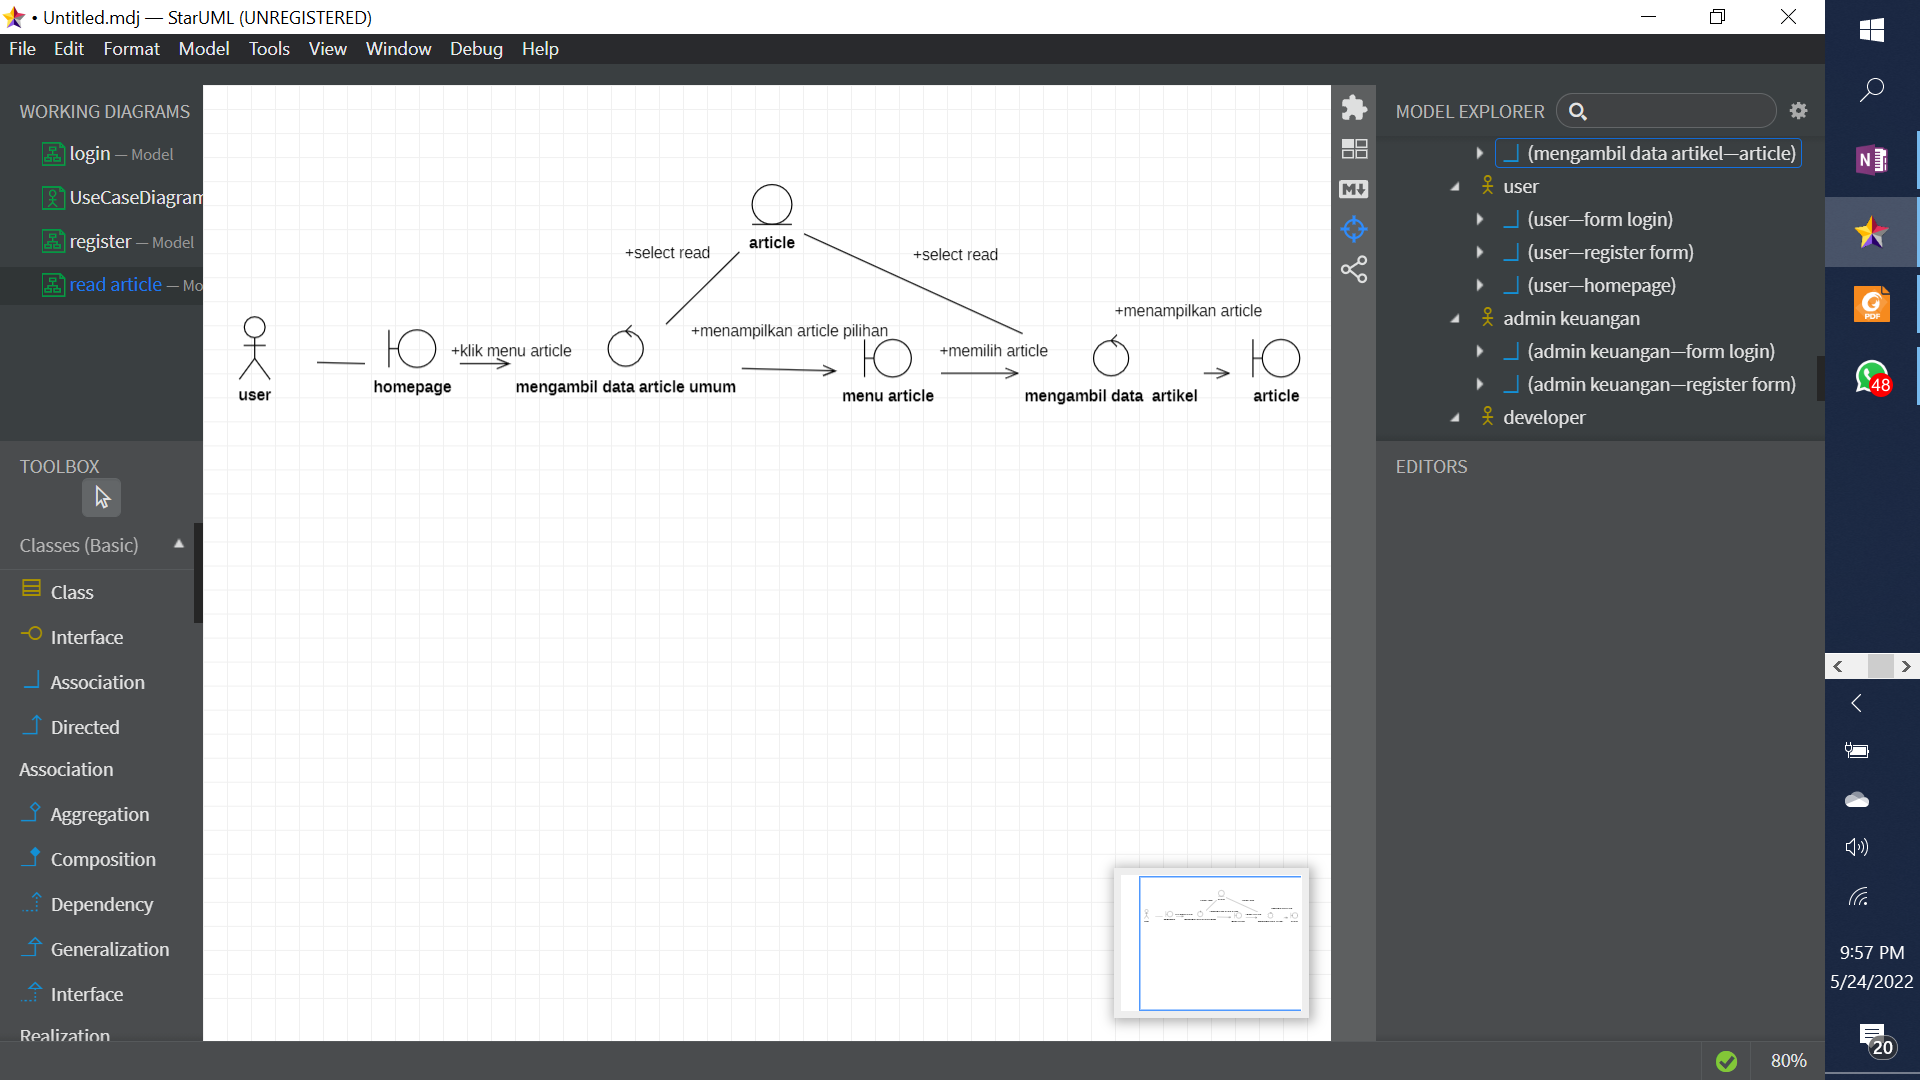 • Untitled.mdj — StarUML (UNREGISTERED)
File Edit Format Model Tools View Window Debug Help
WORKING DIAGRAMS
login — Model
UseCaseDiagram
register — Model
read article — Mo
TOOLBOX
Classes (Basic)
Class
Interface
Association
Directed
Association
Aggregation
Composition
Dependency
Generalization
Interface
Realization
article
+select read
+select read
+menampilkan article
+menampilkan article pilihan
+klik menu article
+memilih article
user
homepage
mengambil data article umum
menu article
mengambil data artikel
article
MODEL EXPLORER
(mengambil data artikel—article)
user
(user—form login)
(user—register form)
(user—homepage)
admin keuangan
(admin keuangan—form login)
(admin keuangan—register form)
developer
EDITORS
80%
N
PDF
48
9:57 PM
5/24/2022
20